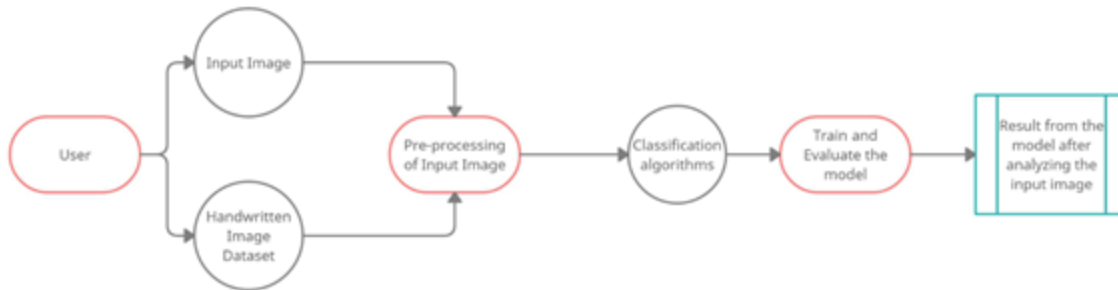 Input Image
User
Handwritten
Image
Dataset
Pre-processing
of Input Image
Classification
algorithms
Train and
Evaluate the
model
Result from the
model after
analyzing the
input image